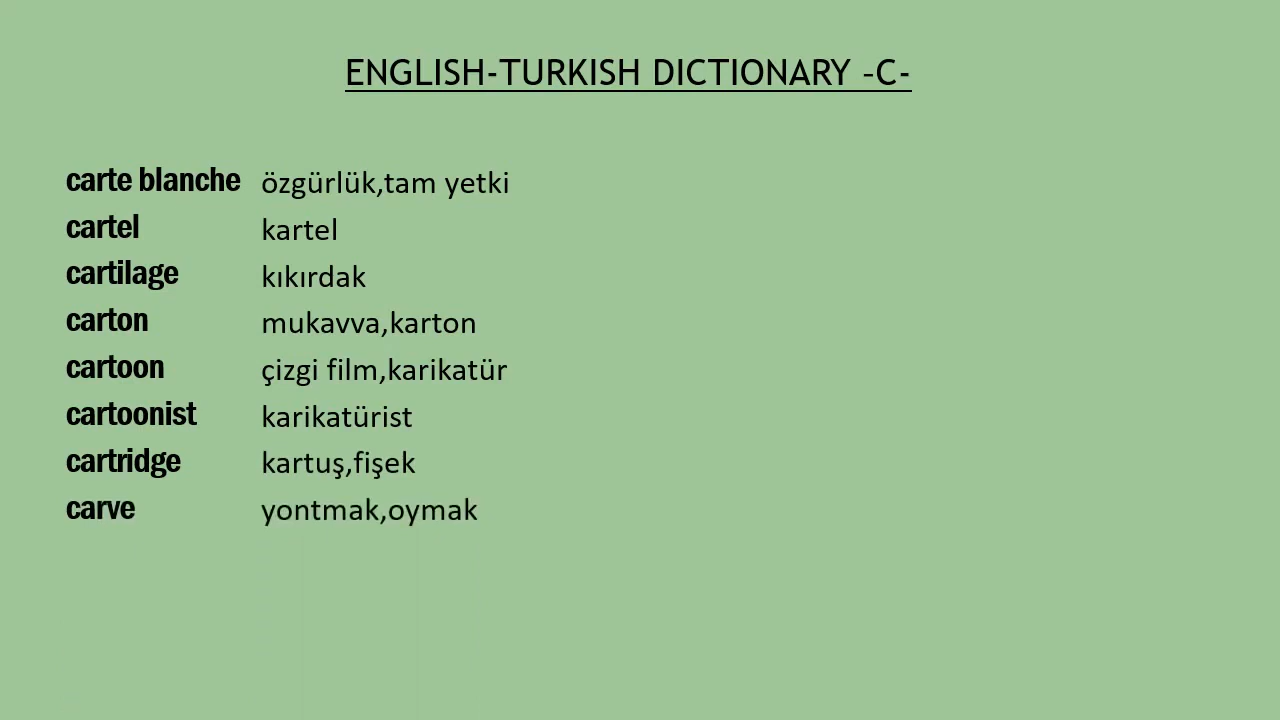 ENGLISH-TURKISH DICTIONARY –C-
carte blanche özgürlük,tam yetki
cartel kartel
cartilage kıkırdak
carton mukavva,karton
cartoon çizgi film,karikatür
cartoonist karikatürist
cartridge kartuş,fişek
carve yontmak,oymak